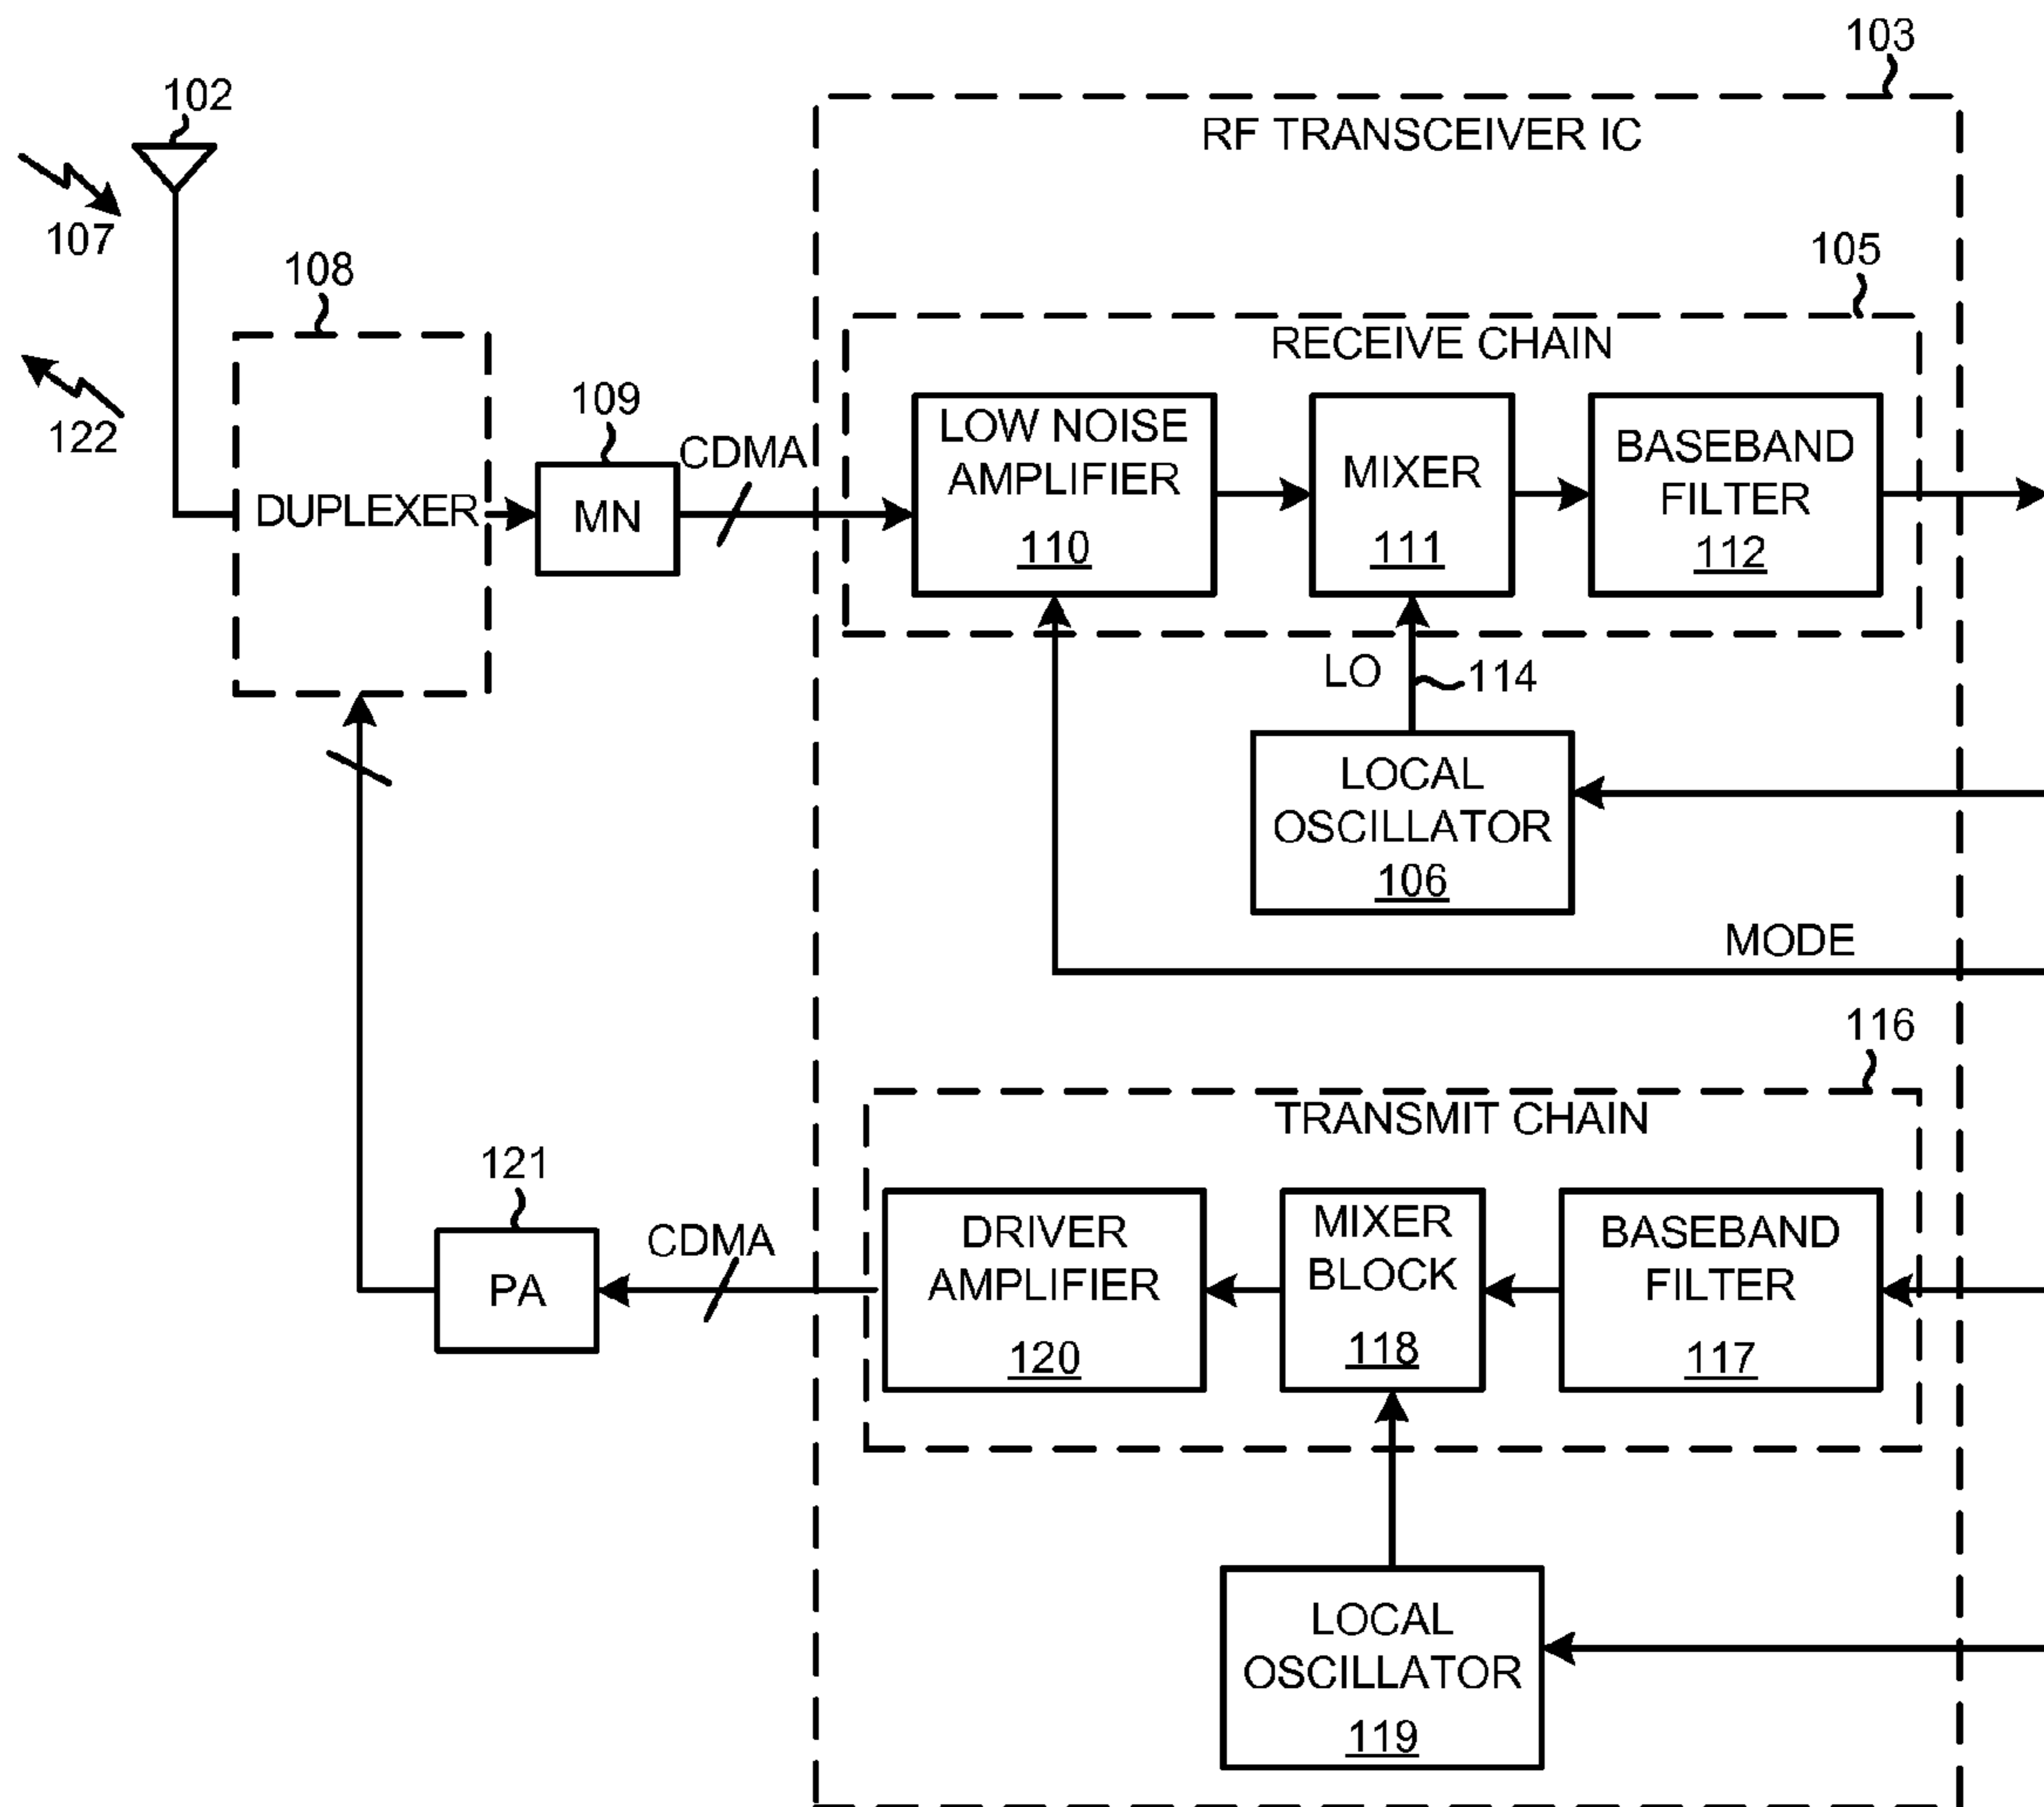 103
102
RF TRANSCEIVER IC
107
105
108
RECEIVE CHAIN
122
109
CDMA
LOW NOISE
AMPLIFIER
110
MIXER
111
BASEBAND
FILTER
112
DUPLEXER
MN
LO
114
LOCAL
OSCILLATOR
106
MODE
116
TRANSMIT CHAIN
121
PA
CDMA
DRIVER
AMPLIFIER
120
MIXER
BLOCK
118
BASEBAND
FILTER
117
LOCAL
OSCILLATOR
119